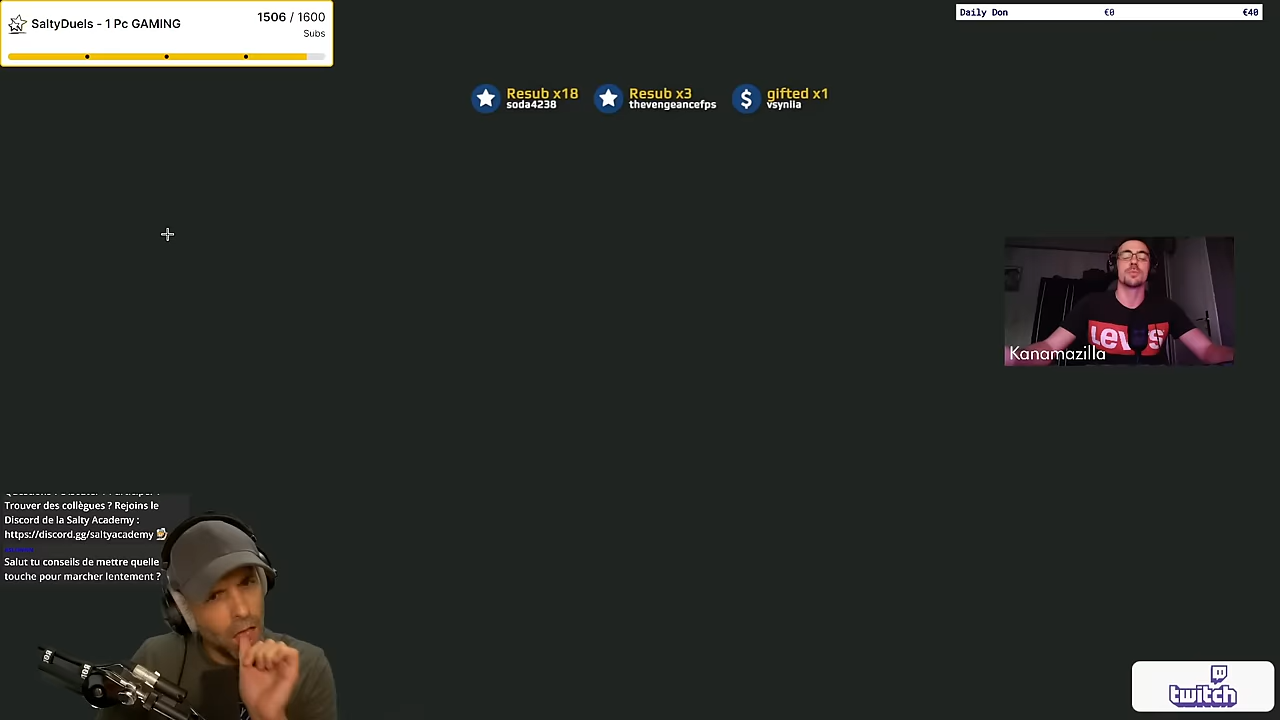 SaltyDuels - 1 Pc GAMING
1506 / 1600
Subs
Daily Don €0 €40
Resub x18
soda4238
Resub x3
thevengeancefps
gifted x1
vsynlia
LEVI'S
Kanamazilla
Trouver des collègues ? Rejoins le
Discord de la Salty Academy :
https://discord.gg/saltyacademy
Salut tu conseils de mettre quelle
touche pour marcher lentement ?
twitch